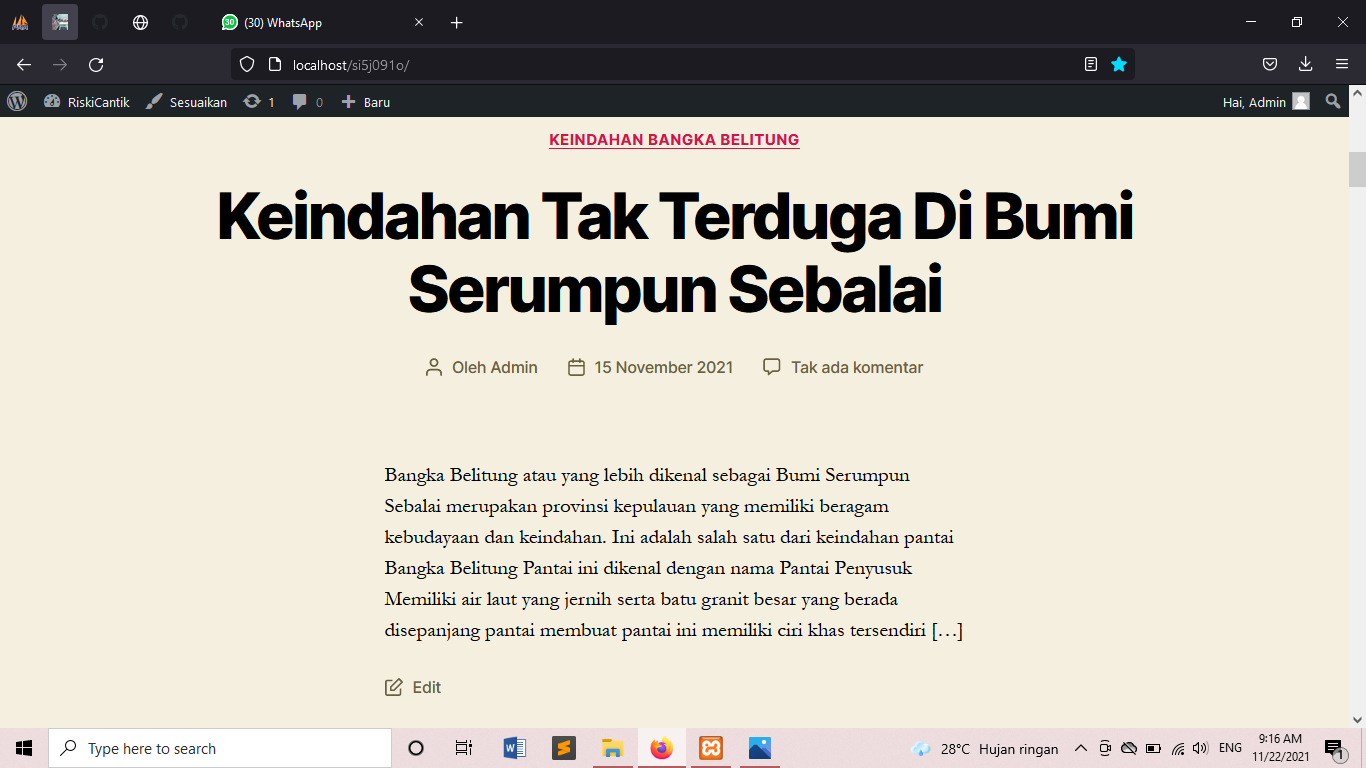 (30) WhatsApp
localhost/si5j091o/
RiskiCantik Sesuaikan 1 0 Baru Hai, Admin
KEINDAHAN BANGKA BELITUNG
Keindahan Tak Terduga Di Bumi
Serumpun Sebalai
Oleh Admin 15 November 2021 Tak ada komentar
Bangka Belitung atau yang lebih dikenal sebagai Bumi Serumpun
Sebalai merupakan provinsi kepulauan yang memiliki beragam
kebudayaan dan keindahan. Ini adalah salah satu dari keindahan pantai
Bangka Belitung Pantai ini dikenal dengan nama Pantai Penyusuk
Memiliki air laut yang jernih serta batu granit besar yang berada
disepanjang pantai membuat pantai ini memiliki ciri khas tersendiri […]
Edit
Type here to search
28°C Hujan ringan
ENG
9:16 AM
11/22/2021
1